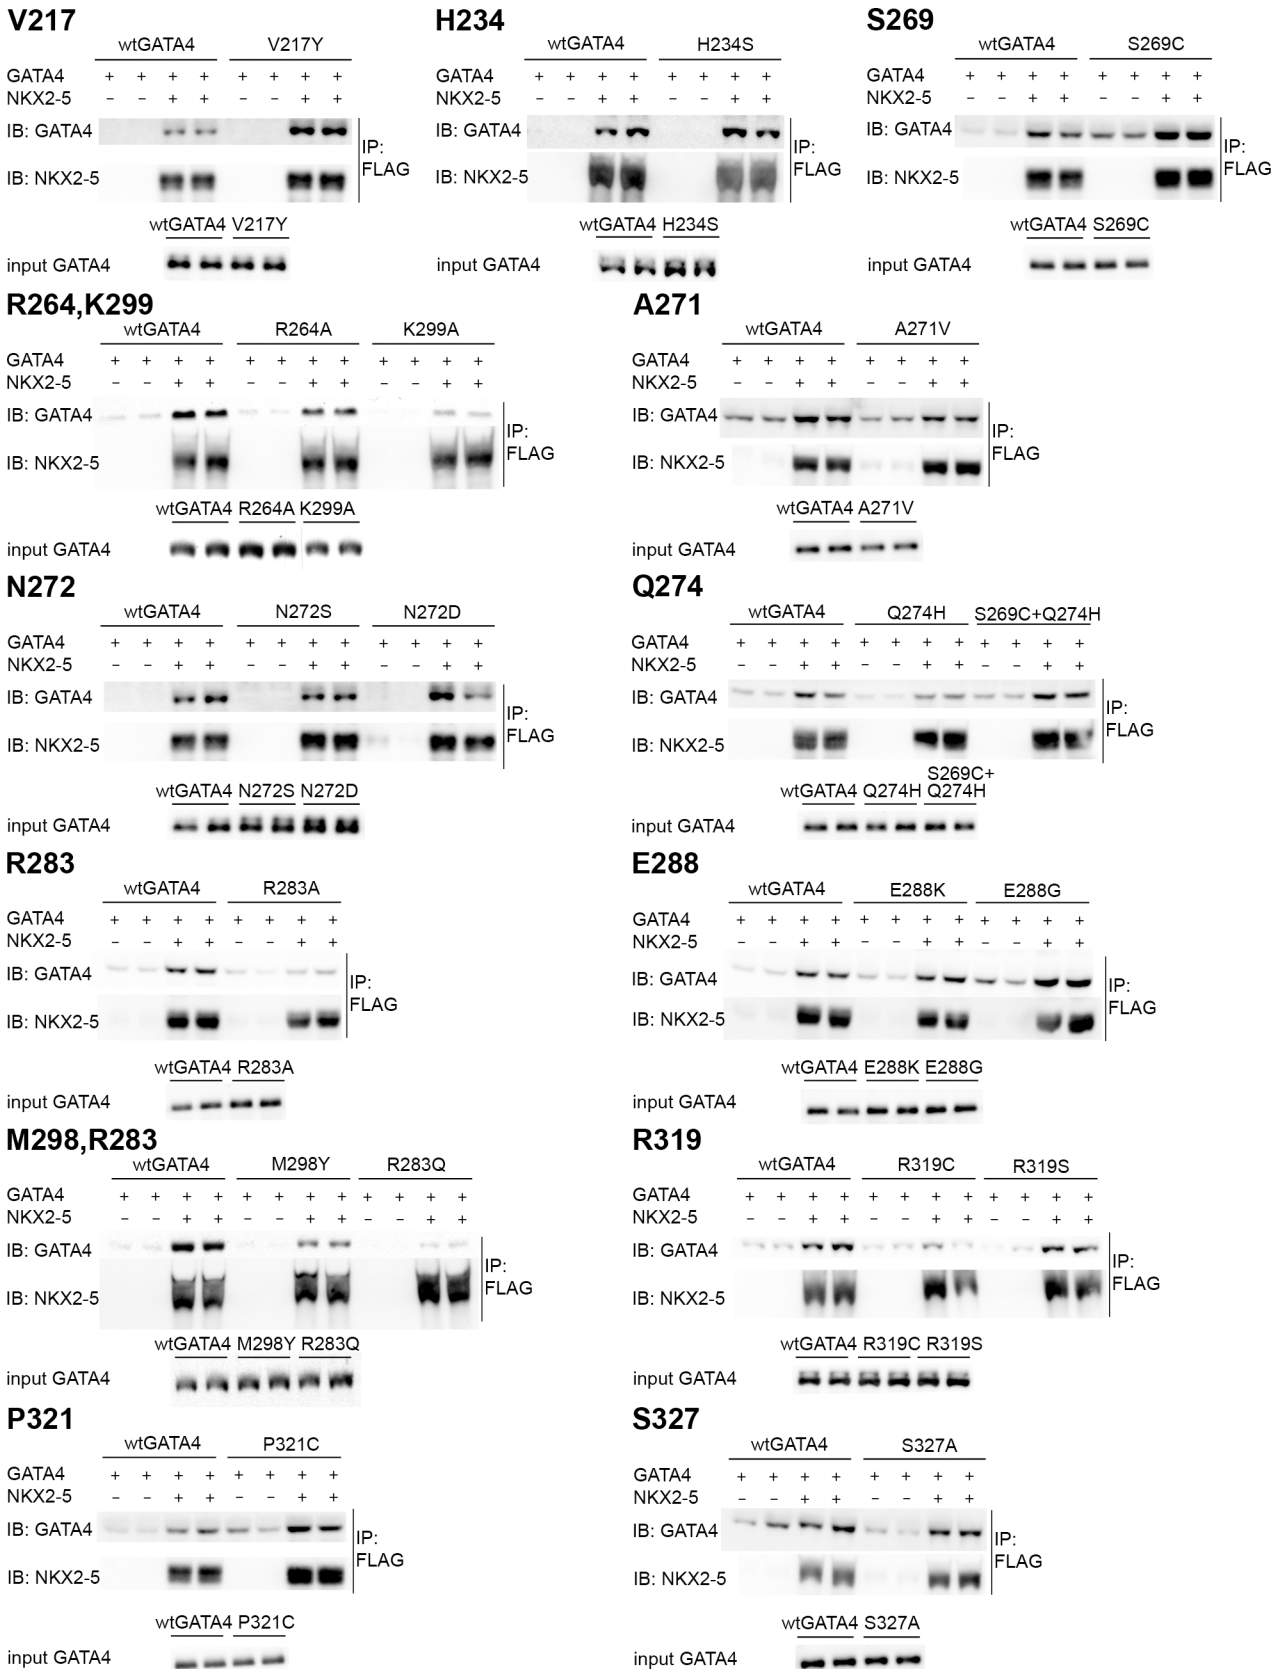 V217 H234 S269
wtGATA4 V217Y wtGATA4 H234S wtGATA4 S269C
GATA4 + + + + + + + + GATA4 + + + + + + + + GATA4 + + + + + + + +
NKX2-5 − − + + − − + + NKX2-5 − − + + − − + + NKX2-5 − − + + − − + +
IB: GATA4 IB: GATA4 IB: GATA4
IP: FLAG IP: FLAG IP: FLAG
IB: NKX2-5 IB: NKX2-5 IB: NKX2-5
wtGATA4 V217Y wtGATA4 H234S wtGATA4 S269C
input GATA4 input GATA4 input GATA4
R264,K299 A271
wtGATA4 R264A K299A wtGATA4 A271V
GATA4 + + + + + + + + + + + + GATA4 + + + + + + + +
NKX2-5 − − + + − − + + − − + + NKX2-5 − − + + − − + +
IB: GATA4 IB: GATA4
IP: FLAG IP: FLAG
IB: NKX2-5 IB: NKX2-5
wtGATA4 R264A K299A wtGATA4 A271V
input GATA4 input GATA4
N272 Q274
wtGATA4 N272S N272D wtGATA4 Q274H S269C+Q274H
GATA4 + + + + + + + + + + + + GATA4 + + + + + + + + + + + +
NKX2-5 − − + + − − + + − − + + NKX2-5 − − + + − − + + − − + +
IB: GATA4 IB: GATA4
IP: FLAG IP: FLAG
IB: NKX2-5 IB: NKX2-5
S269C+
wtGATA4 N272S N272D wtGATA4 Q274H Q274H
input GATA4 input GATA4
R283 E288
wtGATA4 R283A wtGATA4 E288K E288G
GATA4 + + + + + + + + GATA4 + + + + + + + + + + + +
NKX2-5 − − + + − − + + NKX2-5 − − + + − − + + − − + +
IB: GATA4 IB: GATA4
IP: FLAG IP: FLAG
IB: NKX2-5 IB: NKX2-5
wtGATA4 R283A wtGATA4 E288K E288G
input GATA4 input GATA4
M298,R283 R319
wtGATA4 M298Y R283Q wtGATA4 R319C R319S
GATA4 + + + + + + + + + + + + GATA4 + + + + + + + + + + + +
NKX2-5 − − + + − − + + − − + + NKX2-5 − − + + − − + + − − + +
IB: GATA4 IB: GATA4
IP: FLAG IP: FLAG
IB: NKX2-5 IB: NKX2-5
wtGATA4 M298Y R283Q wtGATA4 R319C R319S
input GATA4 input GATA4
P321 S327
wtGATA4 P321C wtGATA4 S327A
GATA4 + + + + + + + + GATA4 + + + + + + + +
NKX2-5 − − + + − − + + NKX2-5 − − + + − − + +
IB: GATA4 IB: GATA4
IP: FLAG IP: FLAG
IB: NKX2-5 IB: NKX2-5
wtGATA4 P321C wtGATA4 S327A
input GATA4 input GATA4